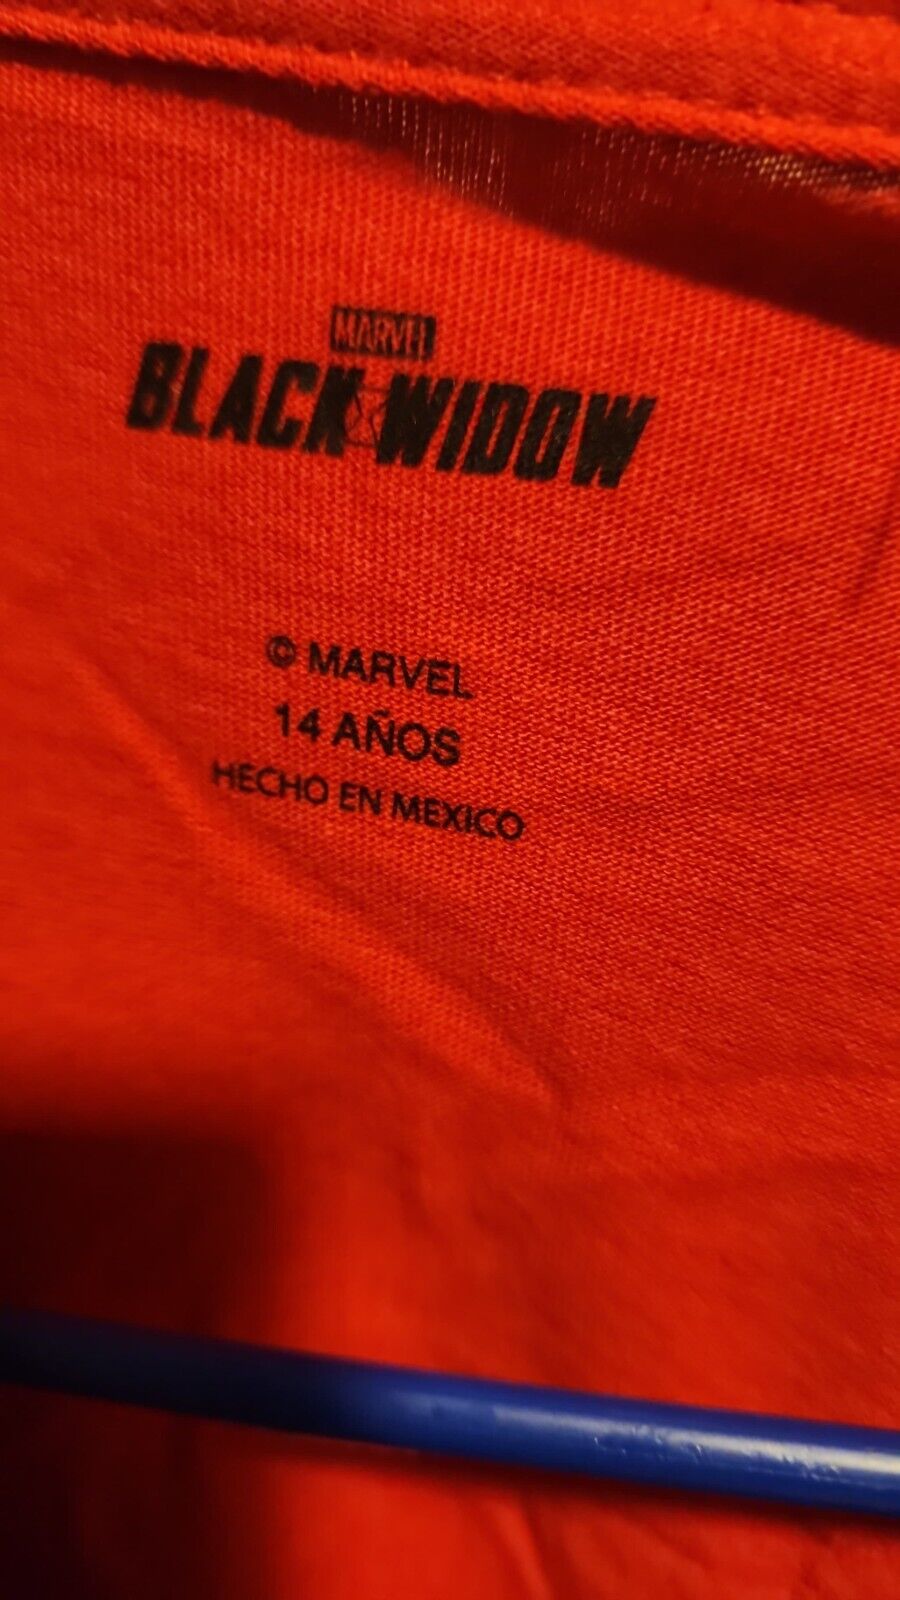 MARVEL
BLACK WIDOW
© MARVEL
14 AÑOS
HECHO EN MEXICO